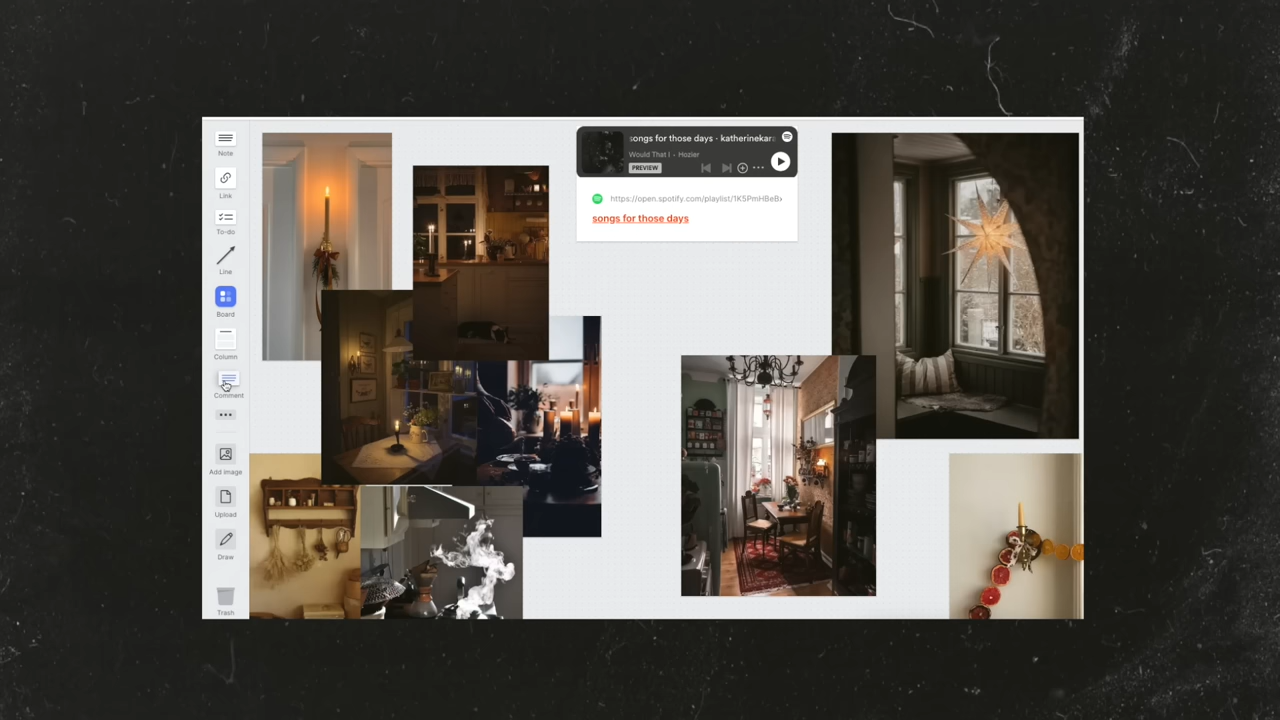 Note
Link
To-do
Line
Board
Column
Comment
Add image
Upload
Draw
Trash
songs for those days · katherinekar
Would That I · Hozier
PREVIEW
https://open.spotify.com/playlist/1K5PmHBeB
songs for those days